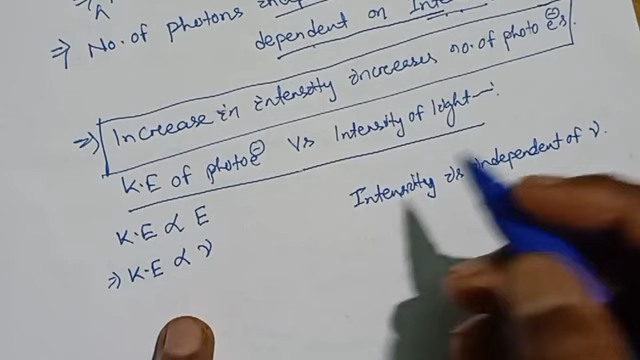 A
⇒ No. of photons
dependent on
⇒ Increase in intensity increases no. of photo e⊖s.
K.E of photo e⊖ Vs Intensity of light
K.E ∝ E
⇒ K.E ∝ ν
Intensity is independent of ν.